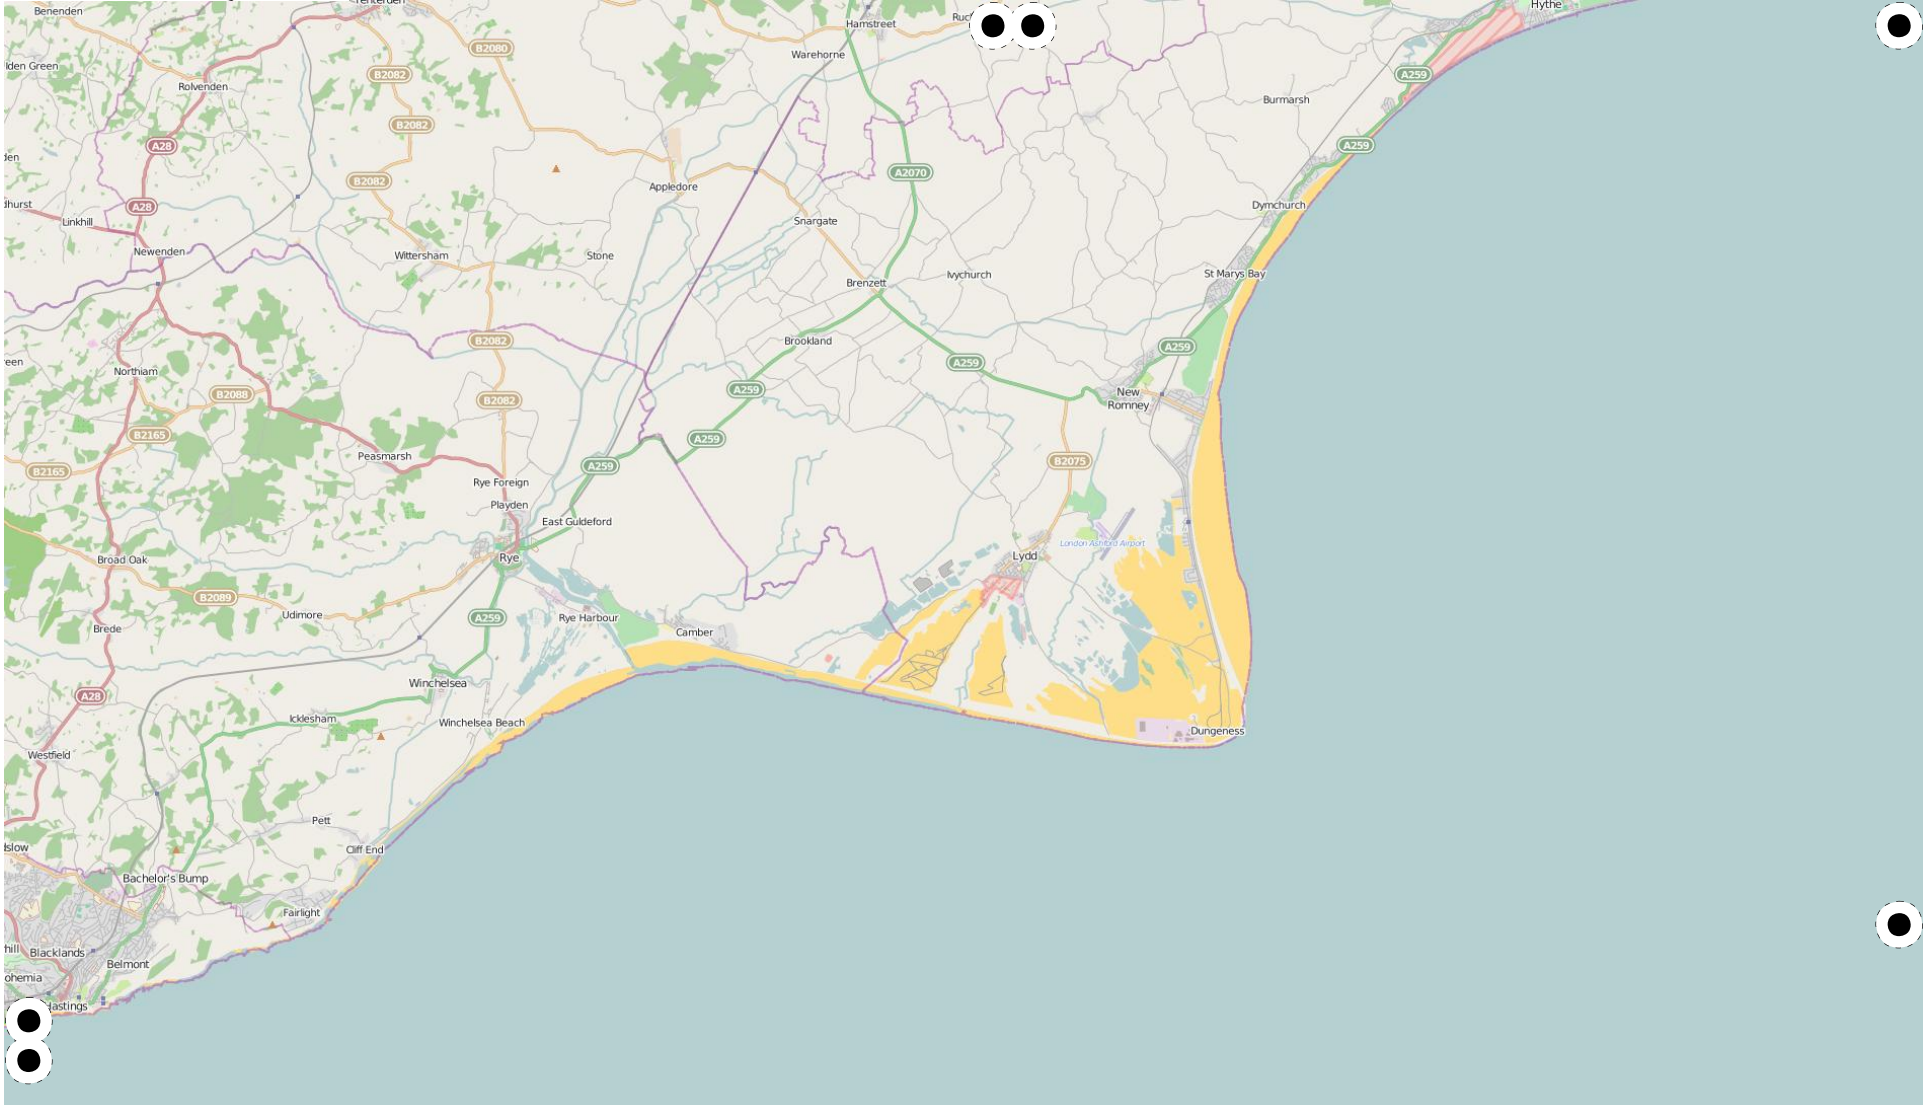 Benenden
Hamstreet
Hythe
B2080
Warehorne
B2082
A259
Rolvenden
Burmarsh
B2082
A28
A259
B2082
A2070
Appledore
A28
Dymchurch
Linkhill
Snargate
Newenden
Wittersham
Stone
St Marys Bay
Ivychurch
Brenzett
B2082
Brookland
A259
A259
Northiam
A259
B2088
B2082
New
Romney
B2165
A259
Peasmarsh
A259
B2075
B2165
Rye Foreign
Playden
East Guldeford
London Ashford Airport
Rye
Lydd
Broad Oak
B2089
Udimore
A259
Rye Harbour
Brede
Camber
Winchelsea
A28
Icklesham
Winchelsea Beach
Dungeness
Westfield
Pett
Cliff End
Bachelor's Bump
Fairlight
Blacklands
Belmont
Hastings